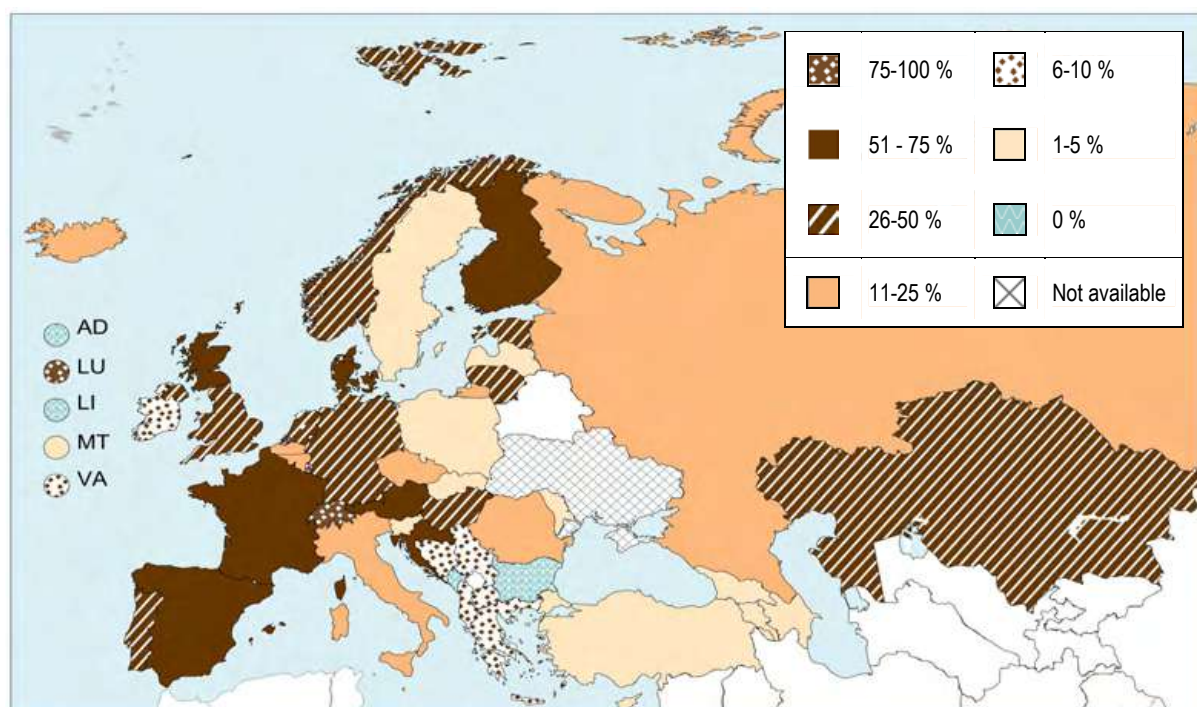 75-100 %
6-10 %
51 - 75 %
1-5 %
26-50 %
0 %
11-25 %
Not available
AD
LU
LI
MT
VA